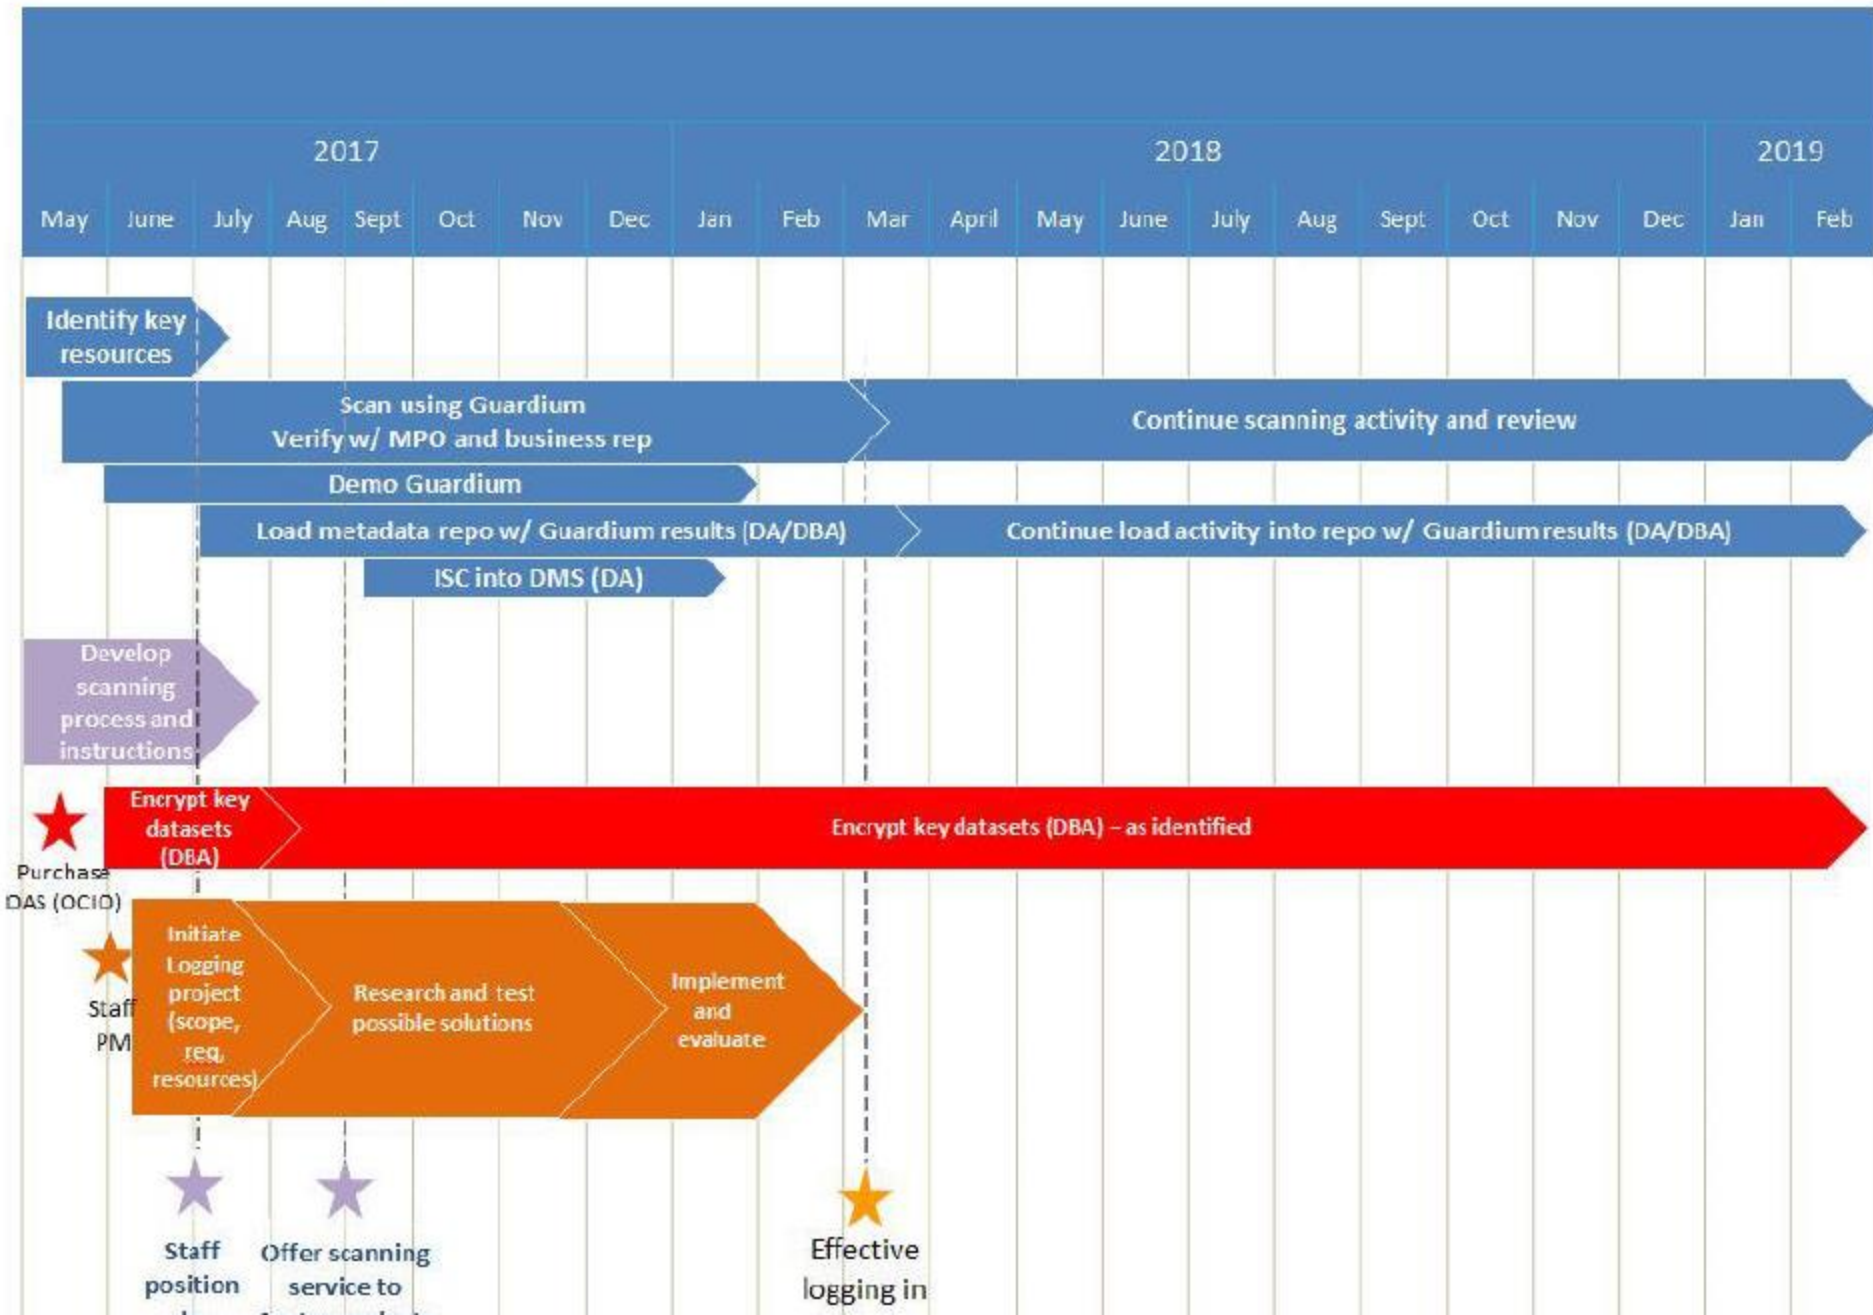 2017 2018 2019
May June July Aug Sept Oct Nov Dec Jan Feb Mar April May June July Aug Sept Oct Nov Dec Jan Feb
Identify key
resources
Scan using Guardium
Verify w/ MPO and business rep
Continue scanning activity and review
Demo Guardium
Load metadata repo w/ Guardium results (DA/DBA)
Continue load activity into repo w/ Guardium results (DA/DBA)
ISC into DMS (DA)
Develop
scanning
process and
instructions
Purchase
DAS (OCIO)
Encrypt key
datasets
(DBA)
Encrypt key datasets (DBA) – as identified
Staff
PM
Initiate
Logging
project
(scope,
req,
resources)
Research and test
possible solutions
Implement
and
evaluate
Staff
position
Offer scanning
service to
Effective
logging in